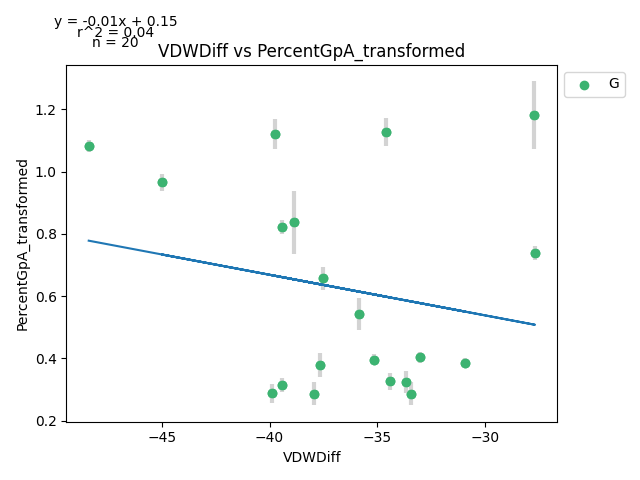 y = -0.01x + 0.15
r^2 = 0.04
n = 20
VDWDiff vs PercentGpA_transformed
G
PercentGpA_transformed
1.2
1.0
0.8
0.6
0.4
0.2
−45
−40
−35
−30
VDWDiff